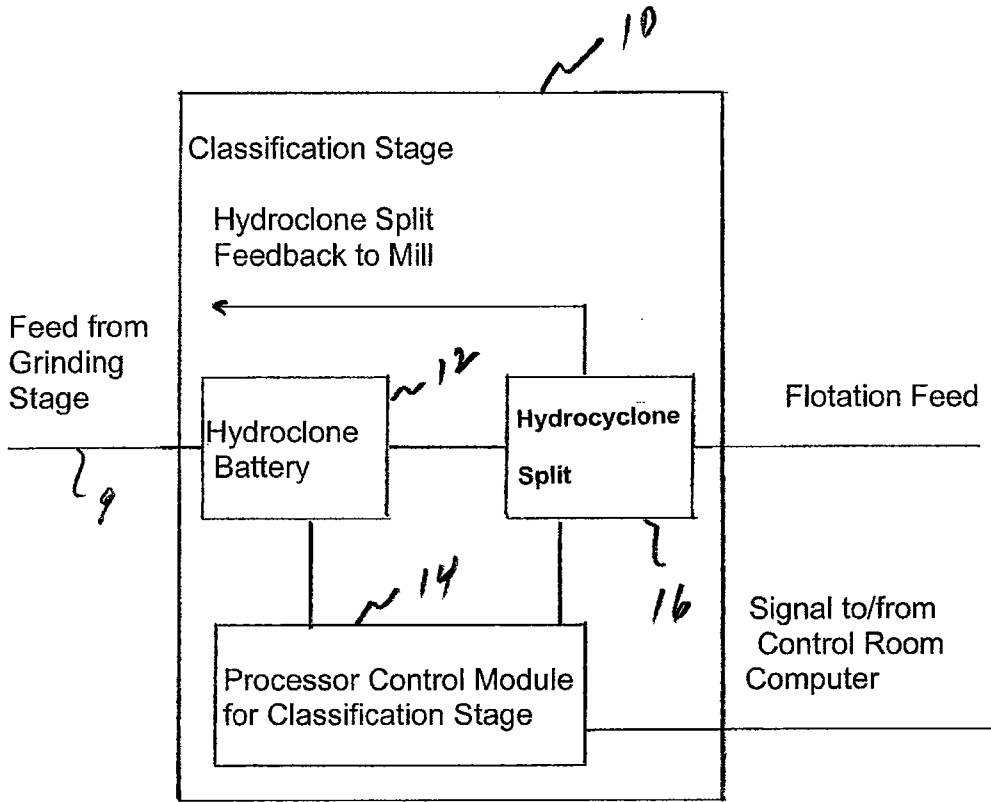 10
Classification Stage
Hydroclone Split
Feedback to Mill
Feed from
Grinding
Stage
12
Hydroclone
Battery
Hydrocyclone
Split
Flotation Feed
9
14
16
Processor Control Module
for Classification Stage
Signal to/from
Control Room
Computer